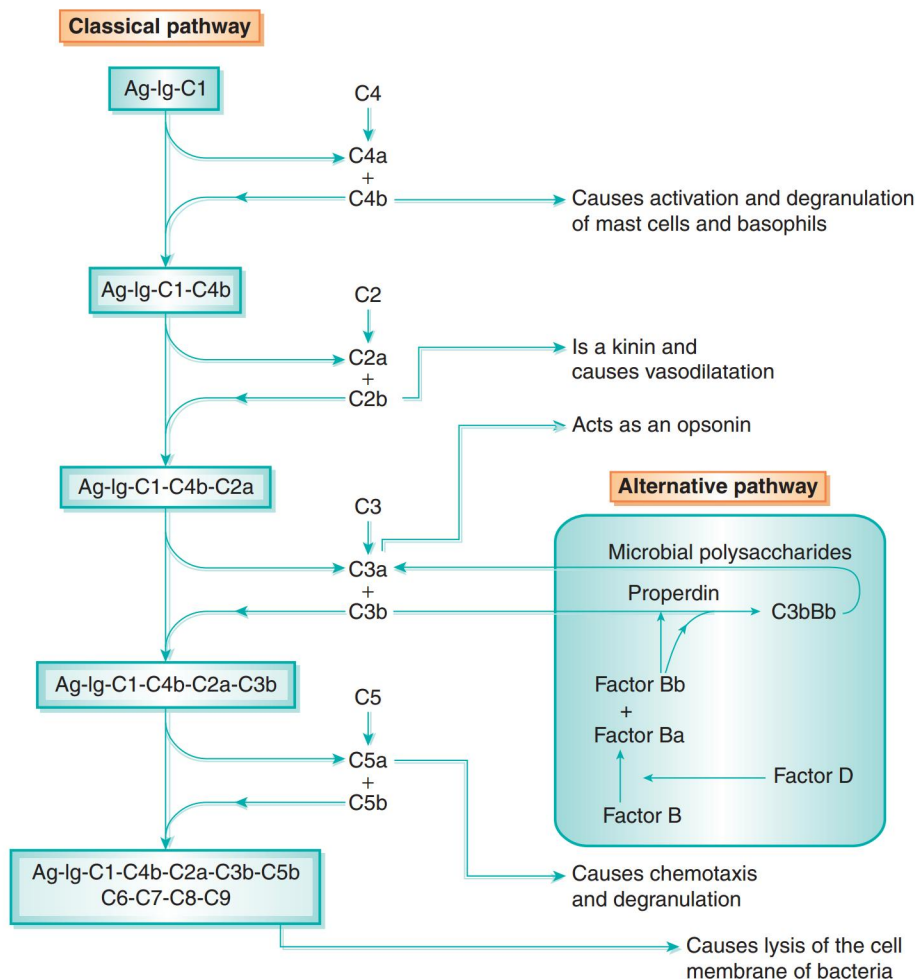 Classical pathway
Ag-Ig-C1
C4
C4a
+
C4b
Causes activation and degranulation
of mast cells and basophils
Ag-Ig-C1-C4b
C2
C2a
+
C2b
Is a kinin and
causes vasodilatation
Acts as an opsonin
Ag-Ig-C1-C4b-C2a
C3
C3a
+
C3b
Alternative pathway
Microbial polysaccharides
Properdin
C3bBb
Factor Bb
+
Factor Ba
Factor D
Factor B
Ag-Ig-C1-C4b-C2a-C3b
C5
C5a
+
C5b
Ag-Ig-C1-C4b-C2a-C3b-C5b
C6-C7-C8-C9
Causes chemotaxis
and degranulation
Causes lysis of the cell
membrane of bacteria